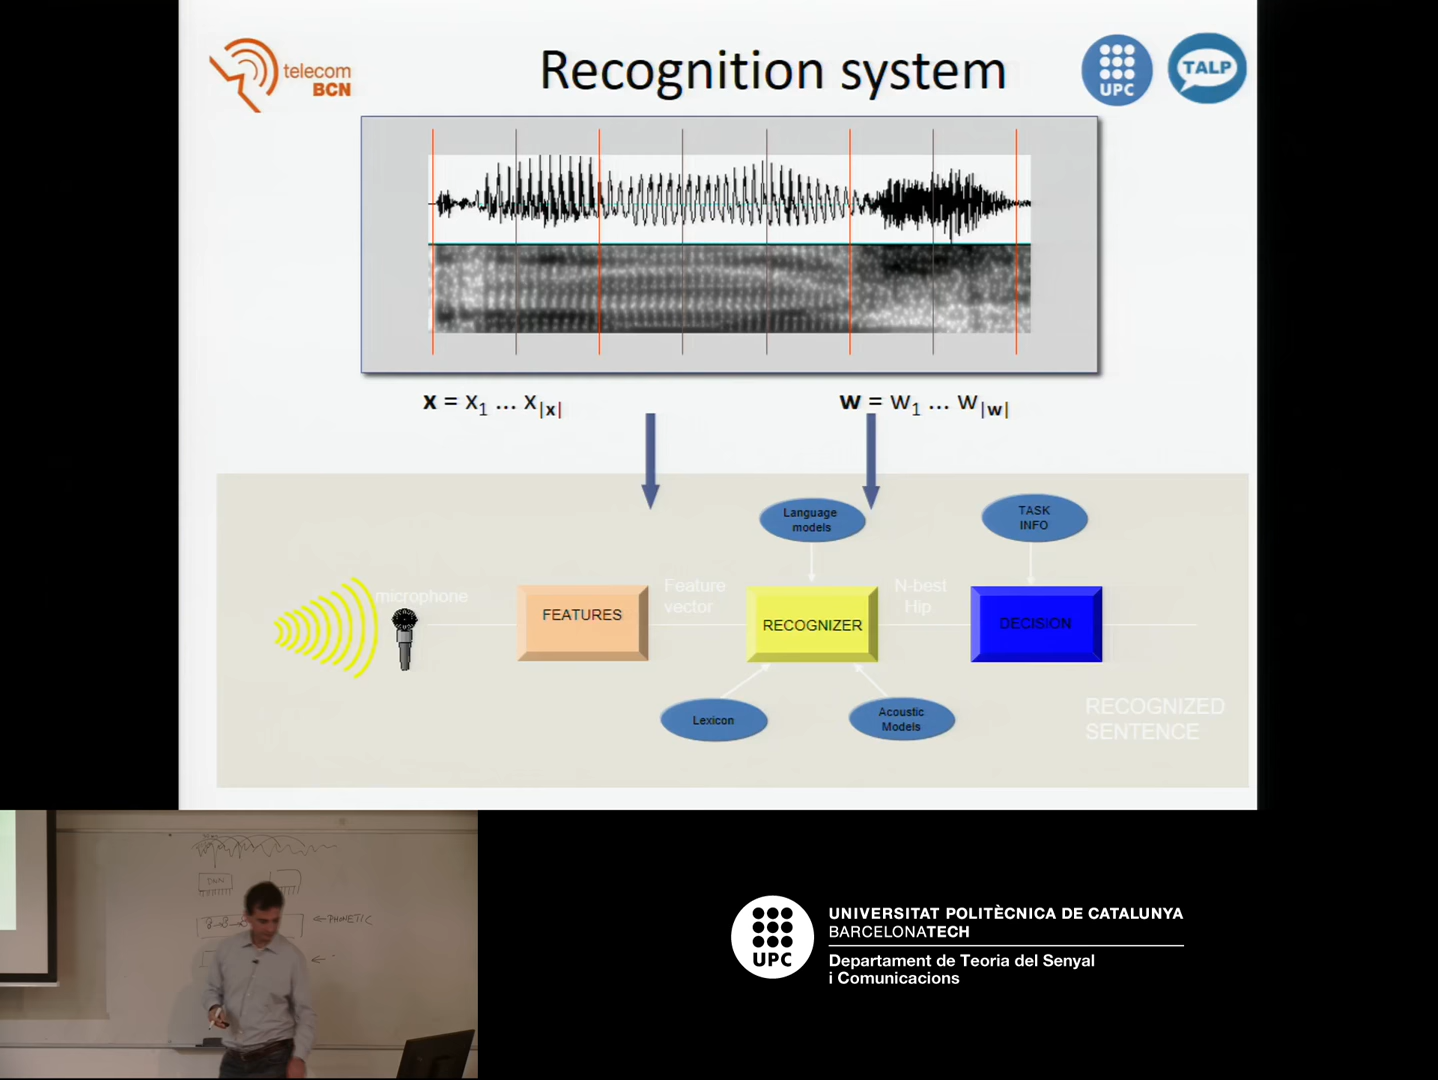 telecom
BCN
Recognition system
UPC
TALP
x = x1 ... x|x|
w = w1 ... w|w|
Language
models
TASK
INFO
microphone
FEATURES
Feature
vector
RECOGNIZER
N-best
Hip
DECISION
Lexicon
Acoustic
Models
RECOGNIZED
SENTENCE
DNN
PHONETIC
UPC
UNIVERSITAT POLITÈCNICA DE CATALUNYA
BARCELONATECH
Departament de Teoria del Senyal
i Comunicacions